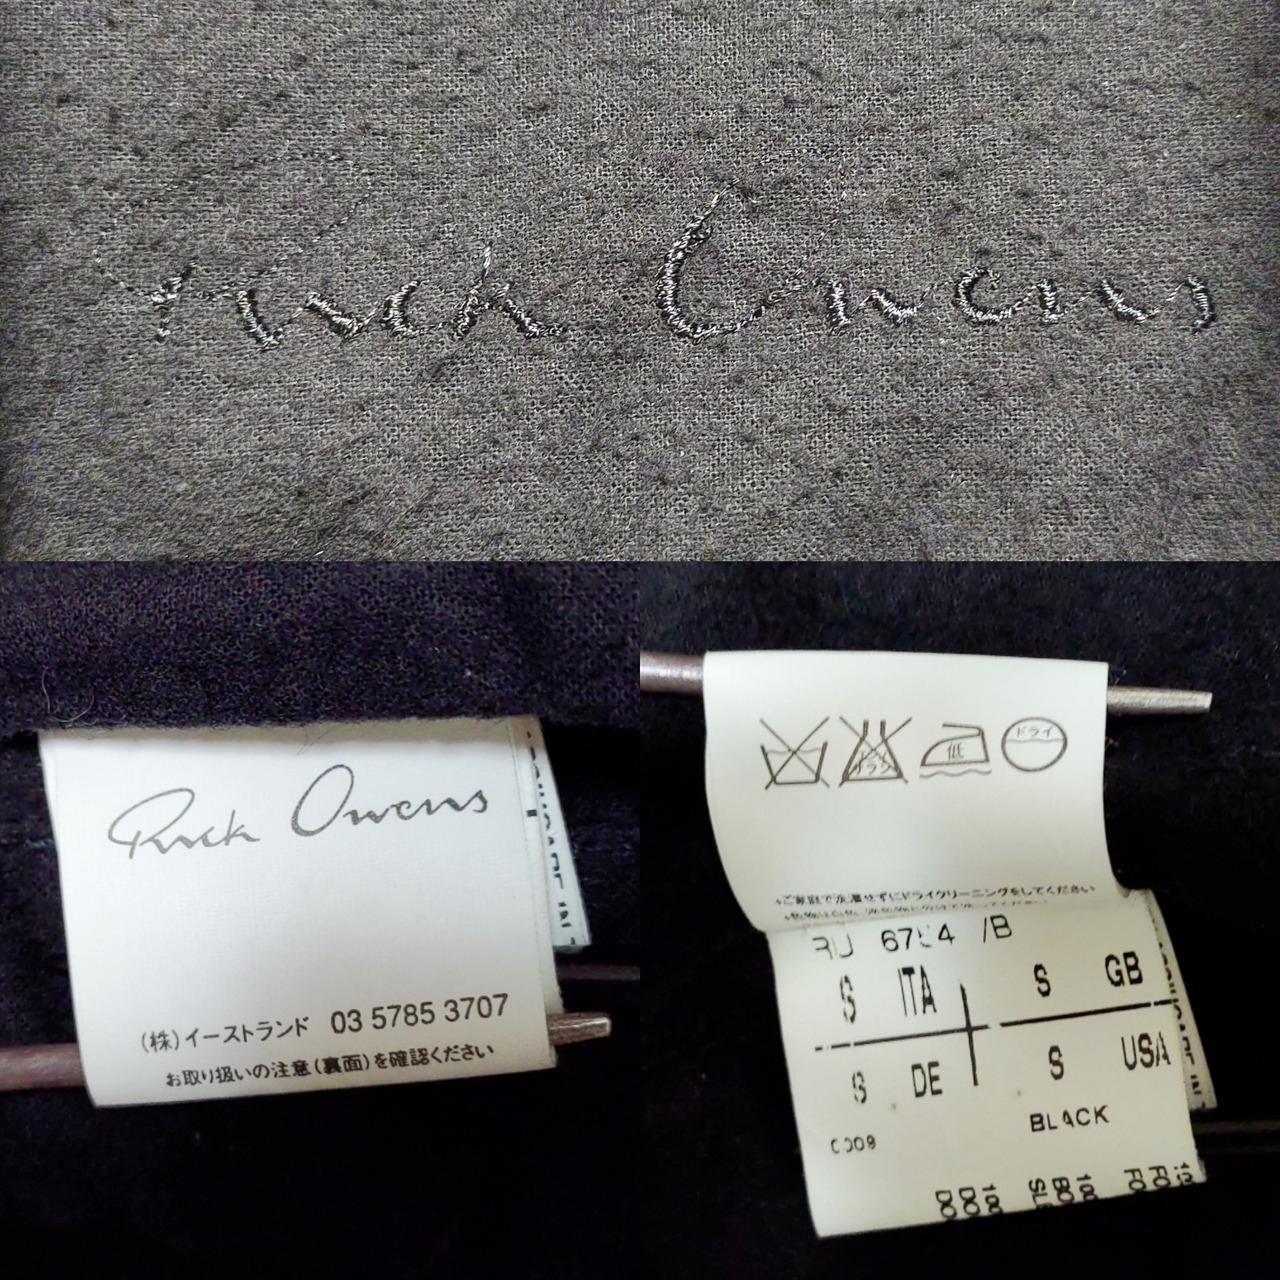 Rick Owens
Rick Owens
(株)イーストランド 03 5785 3707
お取り扱いの注意(裏面)を確認ください
低
ドライ
•ご家庭で洗濯せずにドライクリーニングをしてください
/B
S ITA S GB
S DE S USA
BLACK